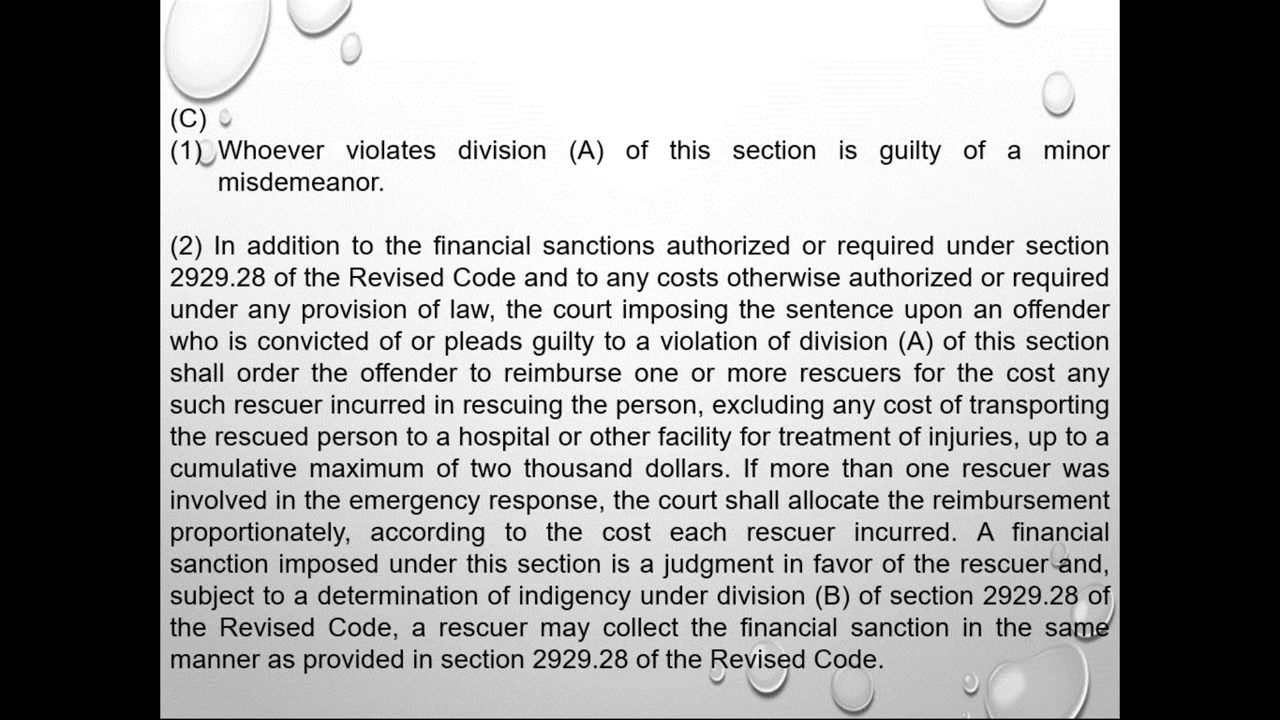 (C)
(1) Whoever violates division (A) of this section is guilty of a minor
misdemeanor.
(2) In addition to the financial sanctions authorized or required under section
2929.28 of the Revised Code and to any costs otherwise authorized or required
under any provision of law, the court imposing the sentence upon an offender
who is convicted of or pleads guilty to a violation of division (A) of this section
shall order the offender to reimburse one or more rescuers for the cost any
such rescuer incurred in rescuing the person, excluding any cost of transporting
the rescued person to a hospital or other facility for treatment of injuries, up to a
cumulative maximum of two thousand dollars. If more than one rescuer was
involved in the emergency response, the court shall allocate the reimbursement
proportionately, according to the cost each rescuer incurred. A financial
sanction imposed under this section is a judgment in favor of the rescuer and,
subject to a determination of indigency under division (B) of section 2929.28 of
the Revised Code, a rescuer may collect the financial sanction in the same
manner as provided in section 2929.28 of the Revised Code.